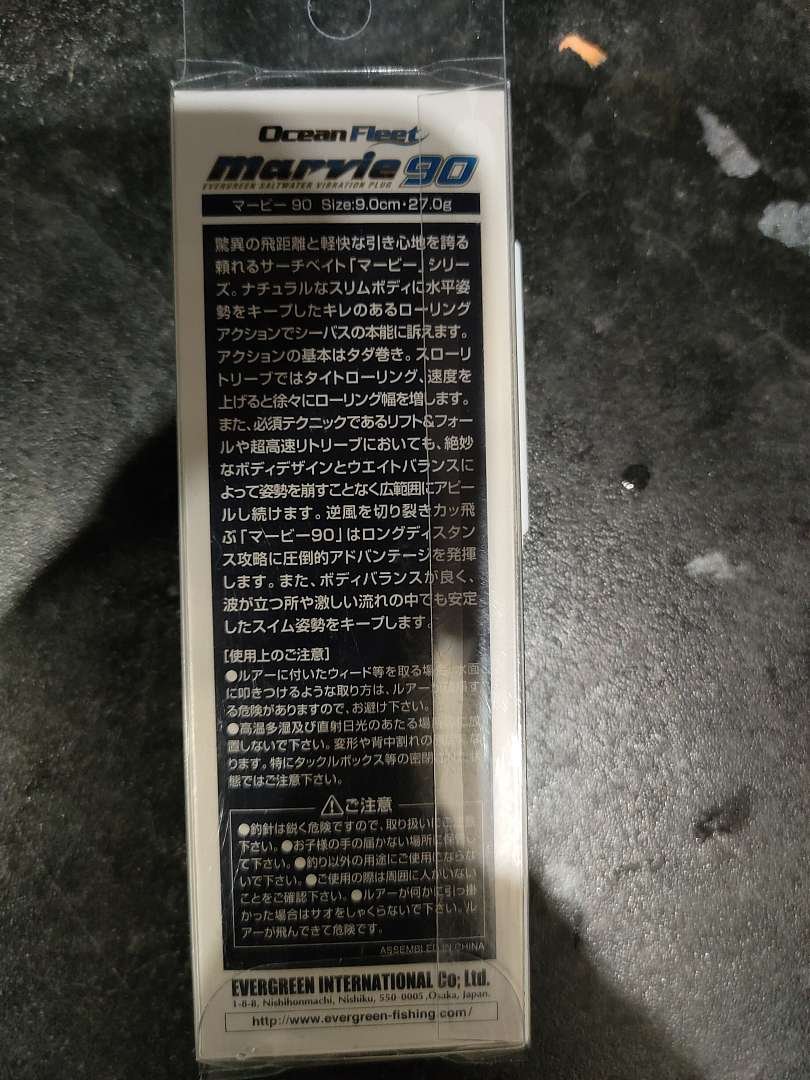 Ocean Fleet
marvie 90
EVERGREEN SALTWATER VIBRATION PLUG
マービー 90 Size:9.0cm・27.0g
驚異の飛距離と軽快な引き心地を誇る
頼れるサーチベイト「マービー」シリー
ズ。ナチュラルなスリムボディに水平姿
勢をキープしたキレのあるローリング
アクションでシーバスの本能に訴えます。
アクションの基本はタダ巻き。スローリ
トリーブではタイトローリング、速度を
上げると徐々にローリング幅を増します。
また、必須テクニックであるリフト&フォー
ルや超高速リトリーブにおいても、絶妙
なボディデザインとウエイトバランスに
よって姿勢を崩すことなく広範囲にアピー
ルし続けます。逆風を切り裂きカッ飛
ぶ「マービー90」はロングディスタン
ス攻略に圧倒的アドバンテージを発揮
します。また、ボディバランスが良く、
波が立つ所や激しい流れの中でも安定
したスイム姿勢をキープします。
[使用上のご注意]
●ルアーに付いたウィード等を取る場合 水面
に叩きつけるような取り方は、ルアー す
る危険がありますので、お避け下さい。
●高温多湿及び直射日光のあたる場所 放
置しないで下さい。変形や背中割れの
ります。特にタックルボックス等の密閉 状
態ではご注意下さい。
⚠ご注意
●釣針は鋭く危険ですので、取り扱いにご注意
下さい。●お子様の手の届かない場所に保管し
て下さい。●釣り以外の用途にご使用にならな
いで下さい。●ご使用の際は周囲に人がいない
ことをご確認下さい。●ルアーが何かに引っ掛
かった場合はサオをしゃくらないで下さい。ル
アーが飛んできて危険です。
ASSEMBLED IN CHINA
EVERGREEN INTERNATIONAL Co; Ltd.
1-8-8, Nishihonmachi, Nishiku, 550-0005 ,Osaka, Japan.
http://www.evergreen-fishing.com/